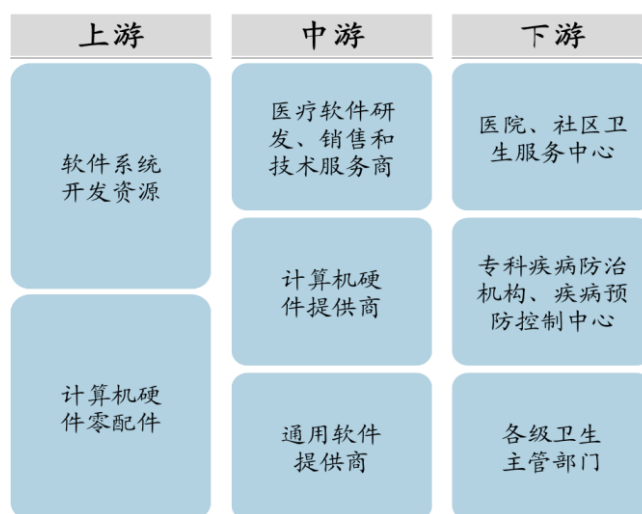 上游
中游
下游
软件系统
开发资源
计算机硬
件零配件
医疗软件研
发、销售和
技术服务商
计算机硬
件提供商
通用软件
提供商
医院、社区卫
生服务中心
专科疾病防治
机构、疾病预
防控制中心
各级卫生
主管部门